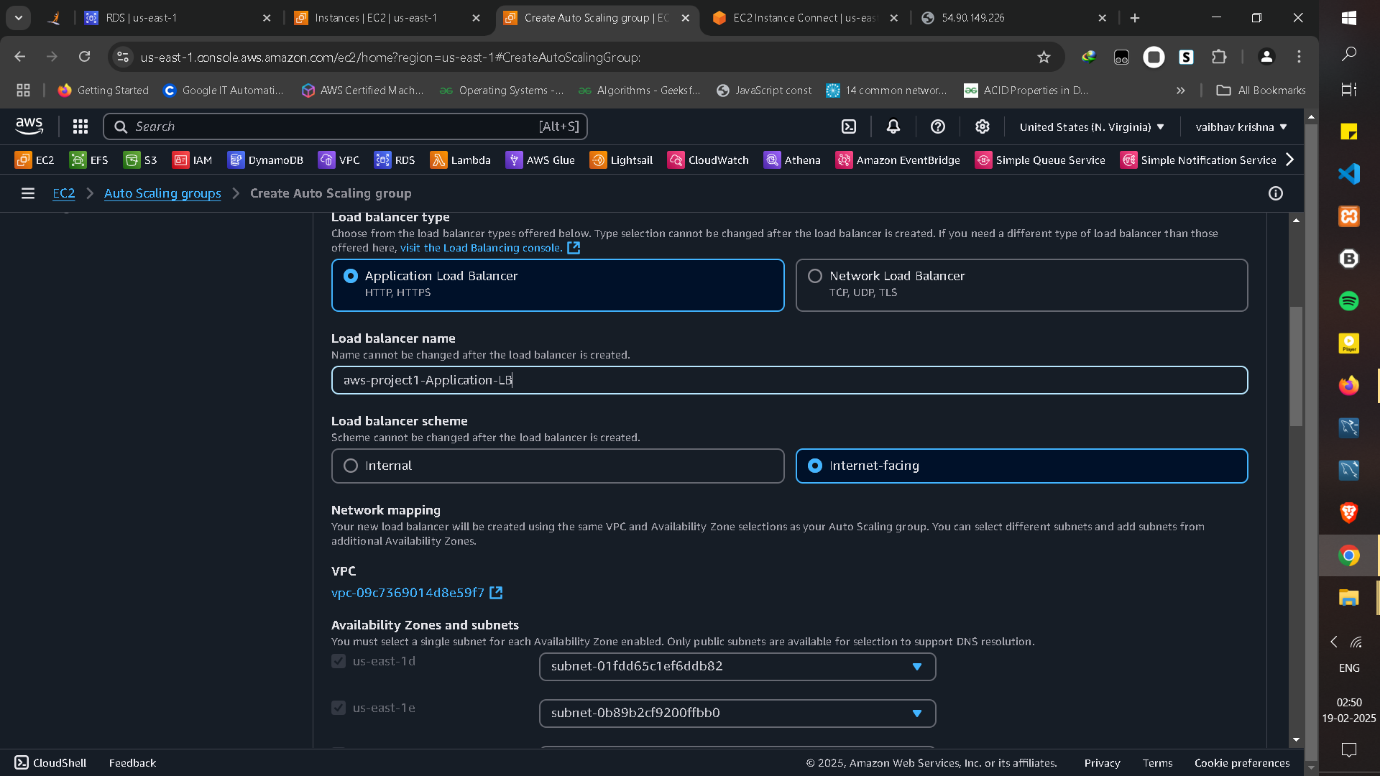 RDS | us-east-1
Instances | EC2 | us-east-1
Create Auto Scaling group | EC
EC2 Instance Connect | us-eas
54.90.149.226
us-east-1.console.aws.amazon.com/ec2/home?region=us-east-1#CreateAutoScalingGroup:
Getting Started
Google IT Automati...
AWS Certified Mach...
Operating Systems -...
Algorithms - Geeksf...
JavaScript const
14 common networ...
ACID Properties in D...
All Bookmarks
aws
Search
[Alt+S]
United States (N. Virginia)
vaibhav krishna
EC2
EFS
S3
IAM
DynamoDB
VPC
RDS
Lambda
AWS Glue
Lightsail
CloudWatch
Athena
Amazon EventBridge
Simple Queue Service
Simple Notification Service
EC2
Auto Scaling groups
Create Auto Scaling group
Load balancer type
Choose from the load balancer types offered below. Type selection cannot be changed after the load balancer is created. If you need a different type of load balancer than those
offered here, visit the Load Balancing console.
Application Load Balancer
HTTP, HTTPS
Network Load Balancer
TCP, UDP, TLS
Load balancer name
Name cannot be changed after the load balancer is created.
aws-project1-Application-LB
Load balancer scheme
Scheme cannot be changed after the load balancer is created.
Internal
Internet-facing
Network mapping
Your new load balancer will be created using the same VPC and Availability Zone selections as your Auto Scaling group. You can select different subnets and add subnets from
additional Availability Zones.
VPC
vpc-09c7369014d8e59f7
Availability Zones and subnets
You must select a single subnet for each Availability Zone enabled. Only public subnets are available for selection to support DNS resolution.
us-east-1d
subnet-01fdd65c1ef6ddb82
us-east-1e
subnet-0b89b2cf9200ffbb0
CloudShell
Feedback
© 2025, Amazon Web Services, Inc. or its affiliates.
Privacy
Terms
Cookie preferences
ENG
02:50
19-02-2025